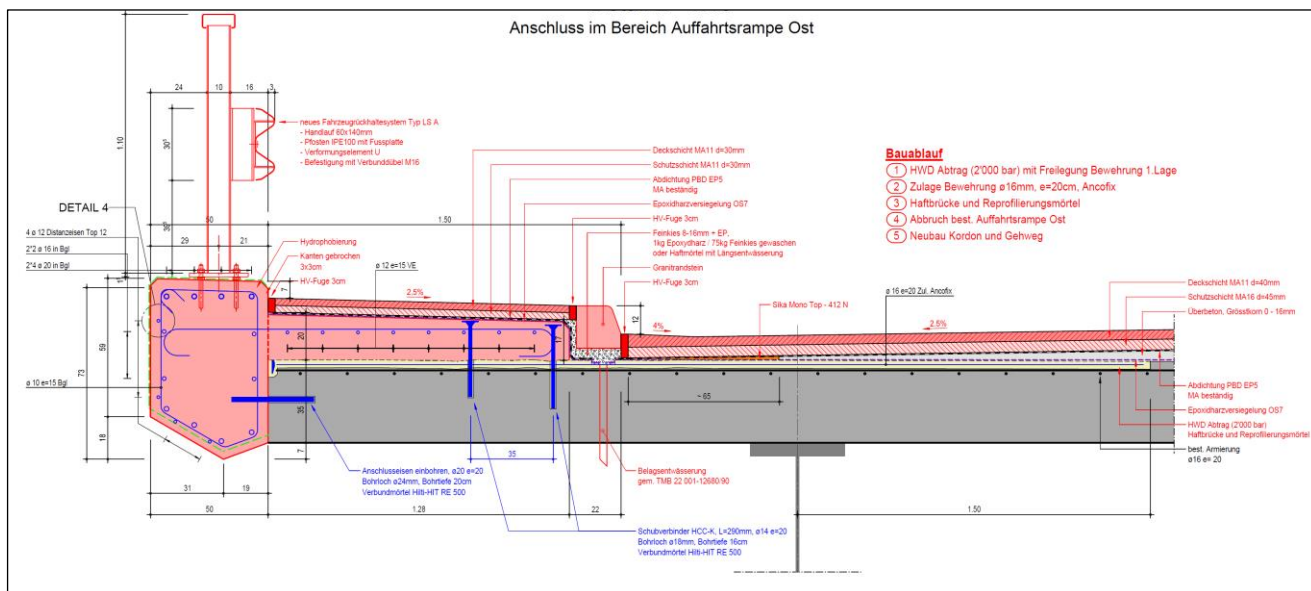 Anschluss im Bereich Auffahrtsrampe Ost
24
10
16
3
neues Fahrzeugrückhaltesystem Typ LS A
- Handlauf 60x140mm
- Pfosten IPE100 mit Fussplatte
- Verformungselement U
- Befestigung mit Verbunddübel M16
1.10
30⁵
DETAIL 4
50
1.50
29
21
4 ø 12 Distanzeisen Top 12
2*2 ø 16 in Bgl
2*4 ø 20 in Bgl
ø 10 e=15 Bgl
Hydrophobierung
Kanten gebrochen
3x3cm
HV-Fuge 3cm
ø 12 e=15 VE
Deckschicht MA11 d=30mm
Schutzschicht MA11 d=30mm
Abdichtung PBD EP5
MA beständig
Epoxidharzversiegelung OS7
HV-Fuge 3cm
Feinkies 8-16mm + EP,
1kg Epoxydharz / 75kg Feinkies gewaschen
oder Haftmörtel mit Längsentwässerung
Granitrandstein
HV-Fuge 3cm
Sika Mono Top - 412 N
Bauablauf
1 HWD Abtrag (2'000 bar) mit Freilegung Bewehrung 1.Lage
2 Zulage Bewehrung ø16mm, e=20cm, Ancofix
3 Haftbrücke und Reprofilierungsmörtel
4 Abbruch best. Auffahrtsrampe Ost
5 Neubau Kordon und Gehweg
ø 16 e=20 Zul. Ancofix
Deckschicht MA11 d=40mm
Schutzschicht MA16 d=45mm
Überbeton, Grösstkorn 0 - 16mm
2.5%
4%
2.5%
7
12
20
17
59
73
18
35
7
~ 65
35
Abdichtung PBD EP5
MA beständig
Epoxidharzversiegelung OS7
HWD Abtrag (2'000 bar)
Haftbrücke und Reprofilierungsmörtel
best. Armierung
ø16 e= 20
Anschlusseisen einbohren, ø20 e=20
Bohrloch ø24mm, Bohrtiefe 20cm
Verbundmörtel Hilti-HIT RE 500
Belagsentwässerung
gem. TMB 22 001-12680/90
31
19
50
1.28
22
1.50
Schubverbinder HCC-K, L=290mm, ø14 e=20
Bohrloch ø18mm, Bohrtiefe 16cm
Verbundmörtel Hilti-HIT RE 500